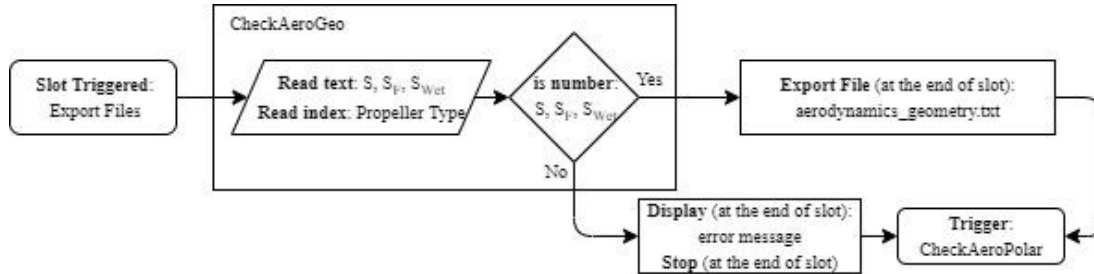 CheckAeroGeo
Slot Triggered:
Export Files
Read text: S, S_F, S_Wet
Read index: Propeller Type
is number:
S, S_F, S_Wet
Yes
No
Export File (at the end of slot):
aerodynamics_geometry.txt
Display (at the end of slot):
error message
Stop (at the end of slot)
Trigger:
CheckAeroPolar